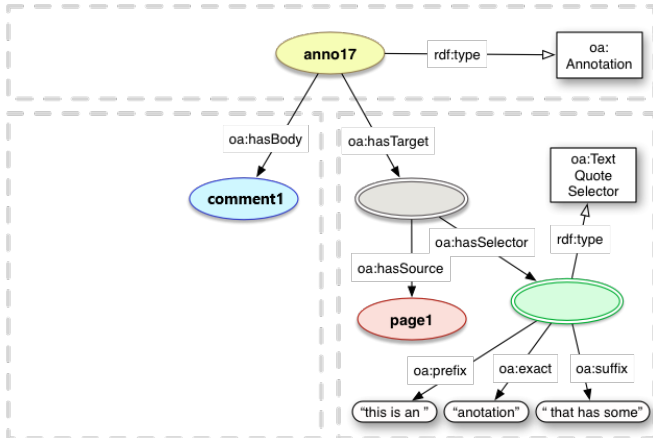 anno17
rdf:type
oa:
Annotation
oa:hasBody
oa:hasTarget
oa:Text
Quote
Selector
comment1
oa:hasSelector
rdf:type
oa:hasSource
page1
oa:prefix
oa:exact
oa:suffix
“this is an ”
“anotation”
“ that has some”